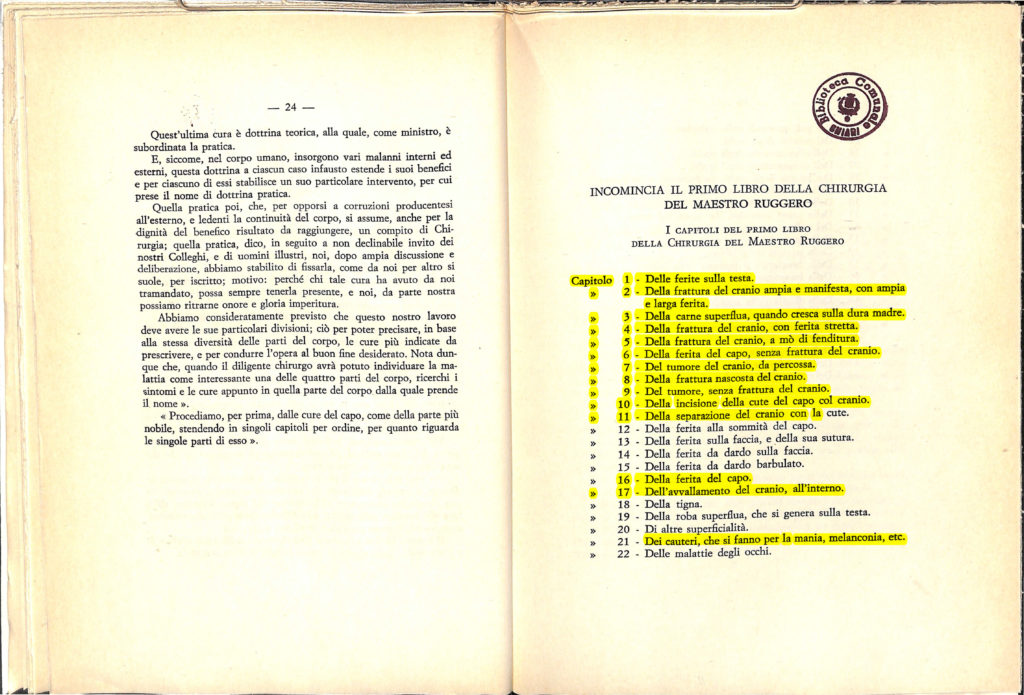 — 24 —
Quest'ultima cura è dottrina teorica, alla quale, come ministro, è
subordinata la pratica.
E, siccome, nel corpo umano, insorgono vari malanni interni ed
esterni, questa dottrina a ciascun caso infausto estende i suoi benefici
e per ciascuno di essi stabilisce un suo particolare intervento, per cui
prese il nome di dottrina pratica.
Quella pratica poi, che, per opporsi a corruzioni producentesi
all'esterno, e ledenti la continuità del corpo, si assume, anche per la
dignità del benefico risultato da raggiungere, un compito di Chi-
rurgia; quella pratica, dico, in seguito a non declinabile invito dei
nostri Colleghi, e di uomini illustri, noi, dopo ampia discussione e
deliberazione, abbiamo stabilito di fissarla, come da noi per altro si
suole, per iscritto; motivo: perché chi tale cura ha avuto da noi
tramandato, possa sempre tenerla presente, e noi, da parte nostra
possiamo ritrarne onore e gloria imperitura.
Abbiamo consideratamente previsto che questo nostro lavoro
deve avere le sue particolari divisioni; ciò per poter precisare, in base
alla stessa diversità delle parti del corpo, le cure più indicate da
prescrivere, e per condurre l'opera al buon fine desiderato. Nota dun-
que che, quando il diligente chirurgo avrà potuto individuare la ma-
lattia come interessante una delle quattro parti del corpo, ricerchi i
sintomi e le cure appunto in quella parte del corpo dalla quale prende
il nome ».
« Procediamo, per prima, dalle cure del capo, come della parte più
nobile, stendendo in singoli capitoli per ordine, per quanto riguarda
le singole parti di esso ».
Biblioteca Comunale
INCOMINCIA IL PRIMO LIBRO DELLA CHIRURGIA
DEL MAESTRO RUGGERO
I CAPITOLI DEL PRIMO LIBRO
DELLA CHIRURGIA DEL MAESTRO RUGGERO
Capitolo 1 - Delle ferite sulla testa.
» 2 - Della frattura del cranio ampia e manifesta, con ampia
e larga ferita.
» 3 - Della carne superflua, quando cresca sulla dura madre.
» 4 - Della frattura del cranio, con ferita stretta.
» 5 - Della frattura del cranio, a mò di fenditura.
» 6 - Della ferita del capo, senza frattura del cranio.
» 7 - Del tumore del cranio, da percossa.
» 8 - Della frattura nascosta del cranio.
» 9 - Del tumore, senza frattura del cranio.
» 10 - Della incisione della cute del capo col cranio.
» 11 - Della separazione del cranio con la cute.
» 12 - Della ferita alla sommità del capo.
» 13 - Della ferita sulla faccia, e della sua sutura.
» 14 - Della ferita da dardo sulla faccia.
» 15 - Della ferita da dardo barbulato.
» 16 - Della ferita del capo.
» 17 - Dell'avvallamento del cranio, all'interno.
» 18 - Della tigna.
» 19 - Della roba superflua, che si genera sulla testa.
» 20 - Di altre superficialità.
» 21 - Dei cauteri, che si fanno per la mania, melanconia, etc.
» 22 - Delle malattie degli occhi.